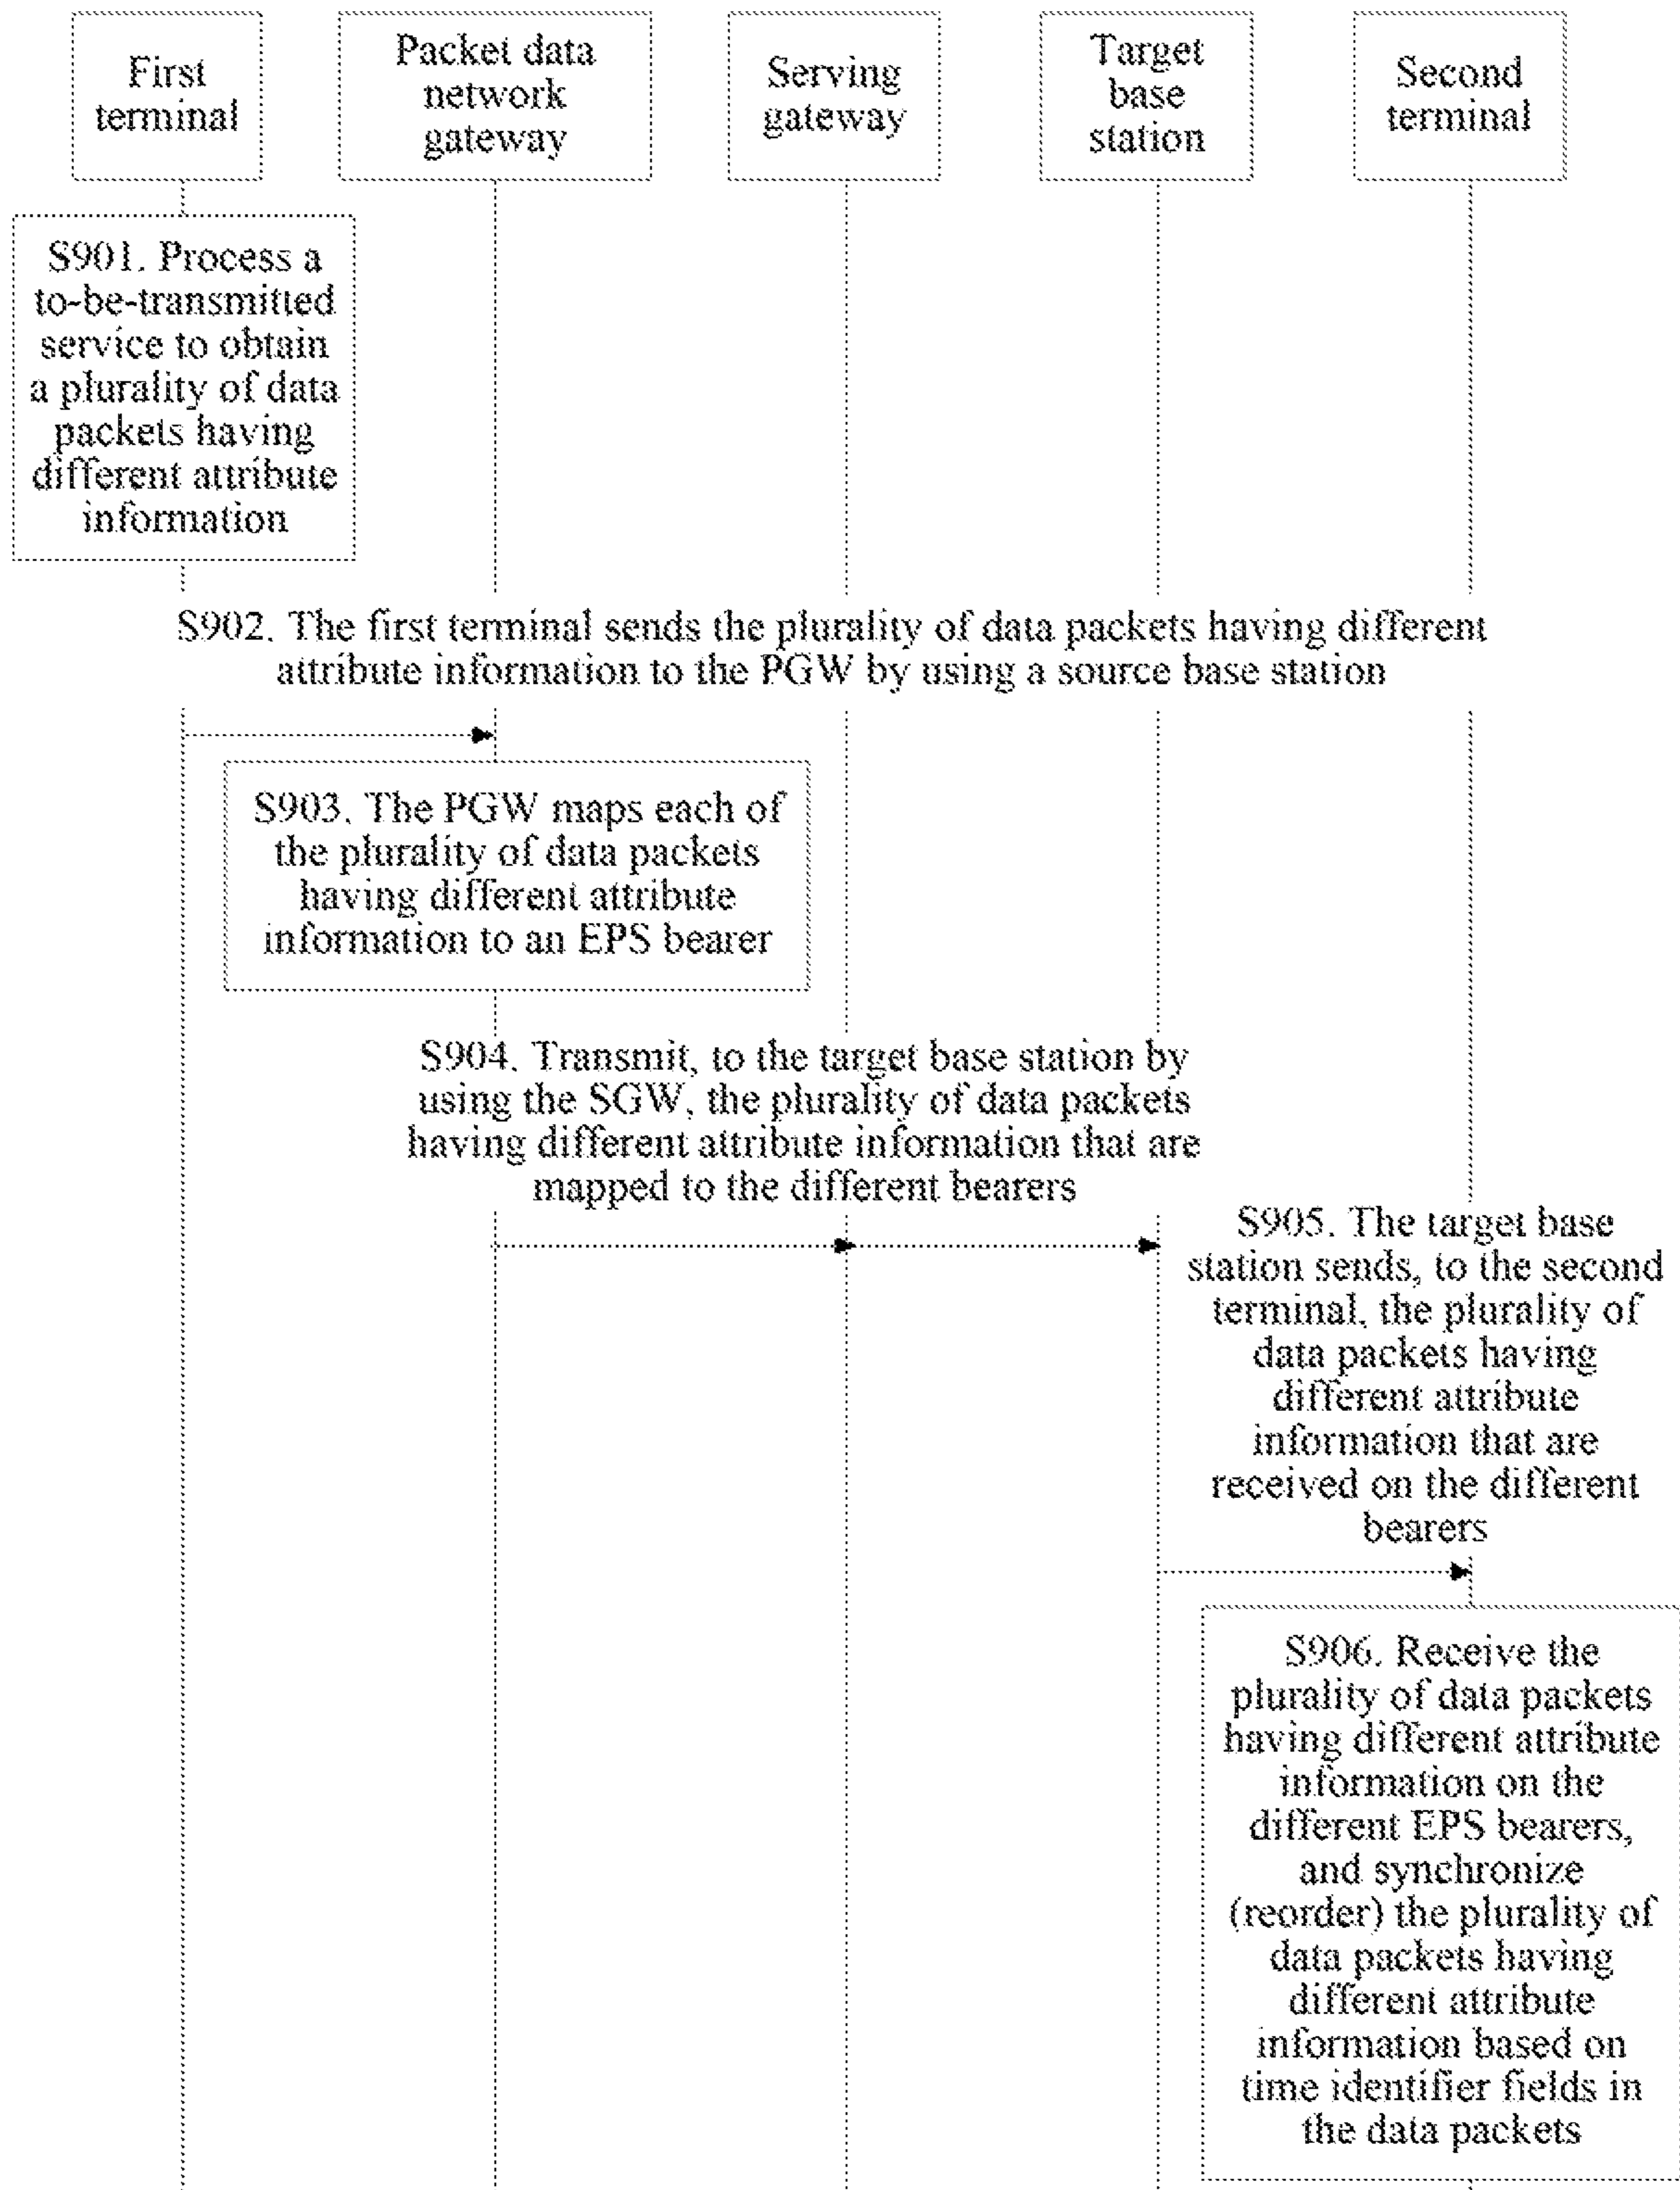 First
terminal
Packet data
network
gateway
Serving
gateway
Target
base
station
Second
terminal
S901. Process a
to-be-transmitted
service to obtain
a plurality of data
packets having
different attribute
information
S902. The first terminal sends the plurality of data packets having different
attribute information to the PGW by using a source base station
S903. The PGW maps each of
the plurality of data packets
having different attribute
information to an EPS bearer
S904. Transmit, to the target base station by
using the SGW, the plurality of data packets
having different attribute information that are
mapped to the different bearers
S905. The target base
station sends, to the second
terminal, the plurality of
data packets having
different attribute
information that are
received on the different
bearers
S906. Receive the
plurality of data packets
having different attribute
information on the
different EPS bearers,
and synchronize
(reorder) the plurality of
data packets having
different attribute
information based on
time identifier fields in
the data packets